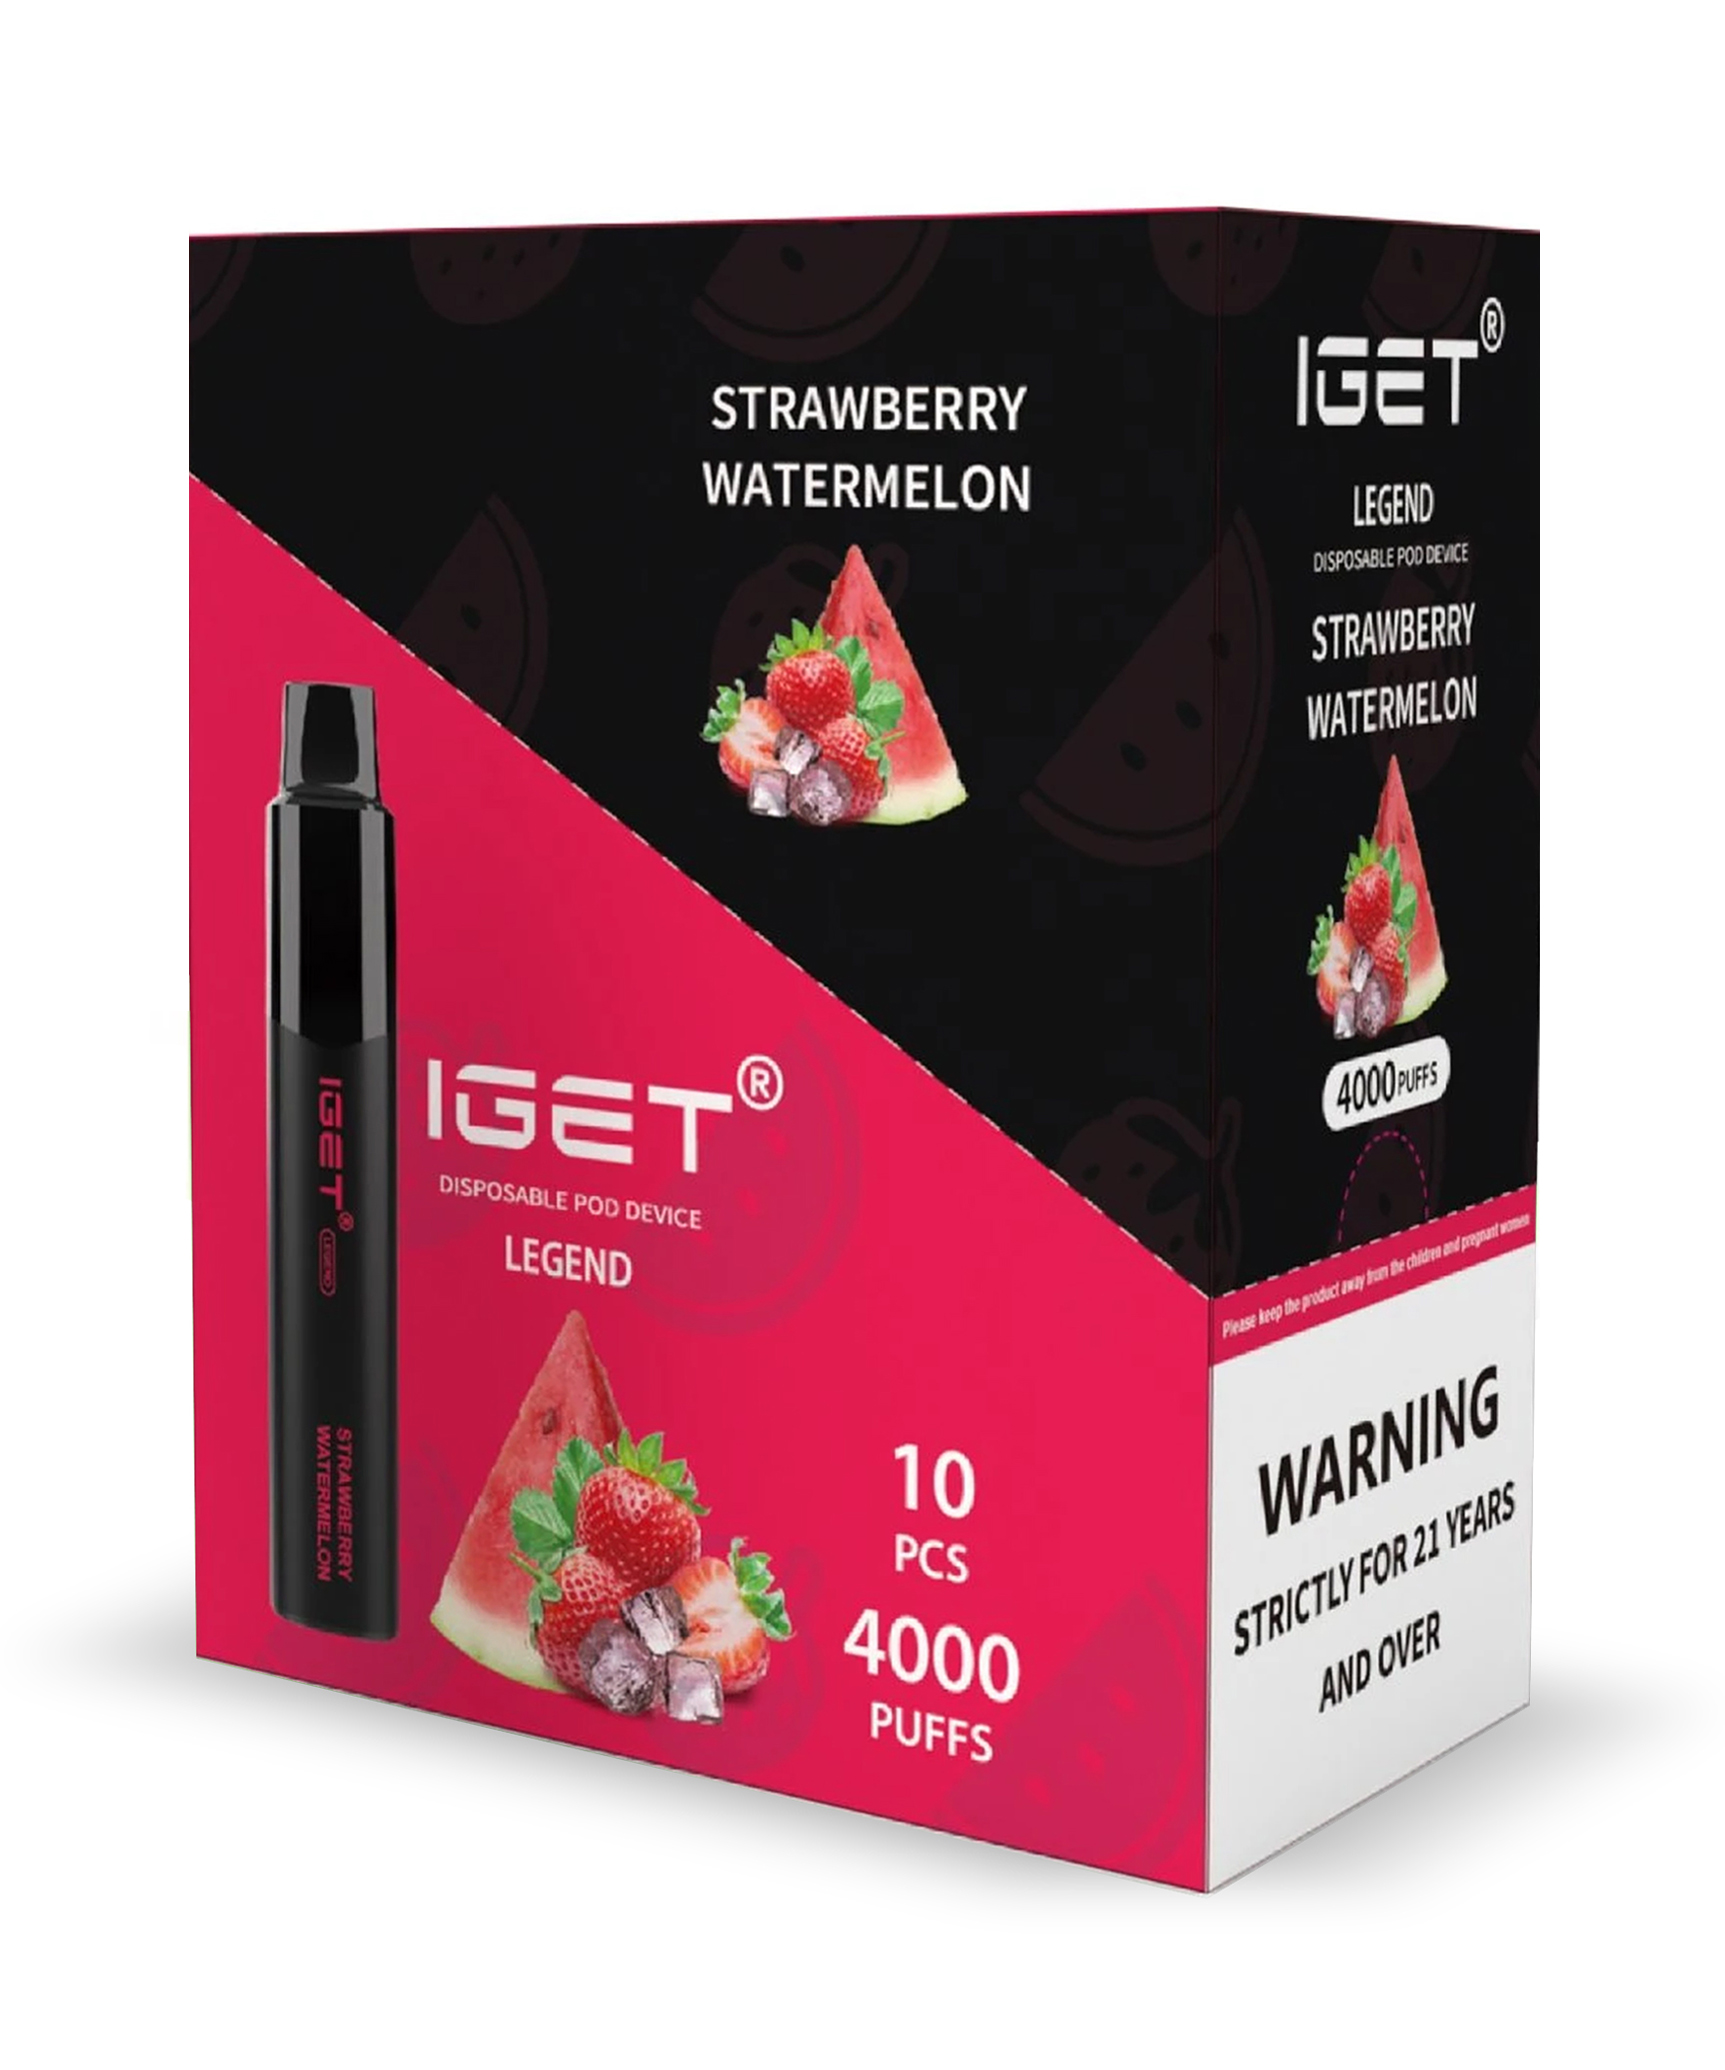 STRAWBERRY
WATERMELON
IGET®
DISPOSABLE POD DEVICE
LEGEND
10
PCS
4000
PUFFS
IGET®
LEGEND
STRAWBERRY
WATERMELON
IGET®
LEGEND
DISPOSABLE POD DEVICE
STRAWBERRY
WATERMELON
4000PUFFS
Please keep the product away from the children and pregnant women
WARNING
STRICTLY FOR 21 YEARS
AND OVER